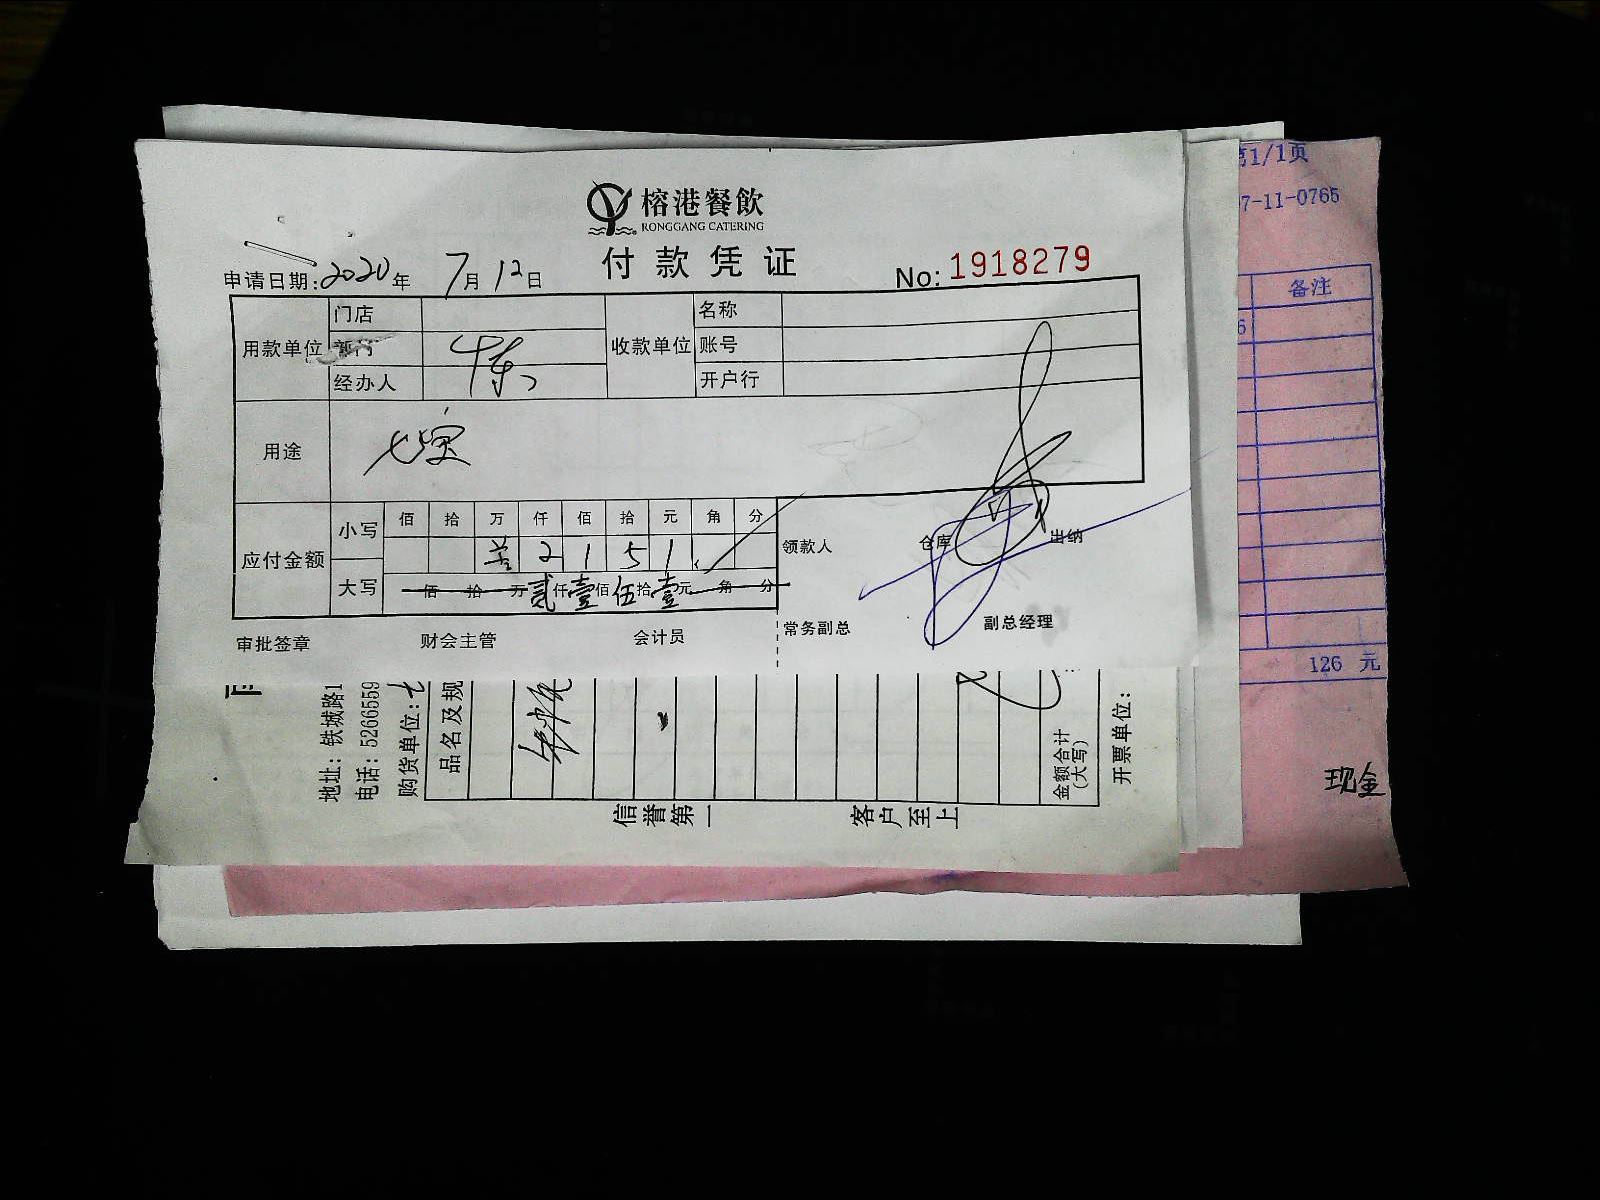 榕港餐飲
RONGGANG CATERING
付款凭证
申请日期:2020年7月12日
No:1918279
用款单位 门店 收款单位 名称
部门 账号
经办人 开户行
用途 七宝
应付金额 小写 佰 拾 万 仟 佰 拾 元 角 分
2 1 5 1
大写 佰 拾 万 贰仟壹佰伍拾壹元 角 分
领款人 仓库 出纳
常务副总 副总经理
审批签章 财会主管 会计员
地址:铁城路1
电话:5266559
购货单位:七
品名及规
金额合计
(大写)
开票单位:
信誉第一 客户至上
第1/1页
7-11-0765
备注
6
126 元
现金